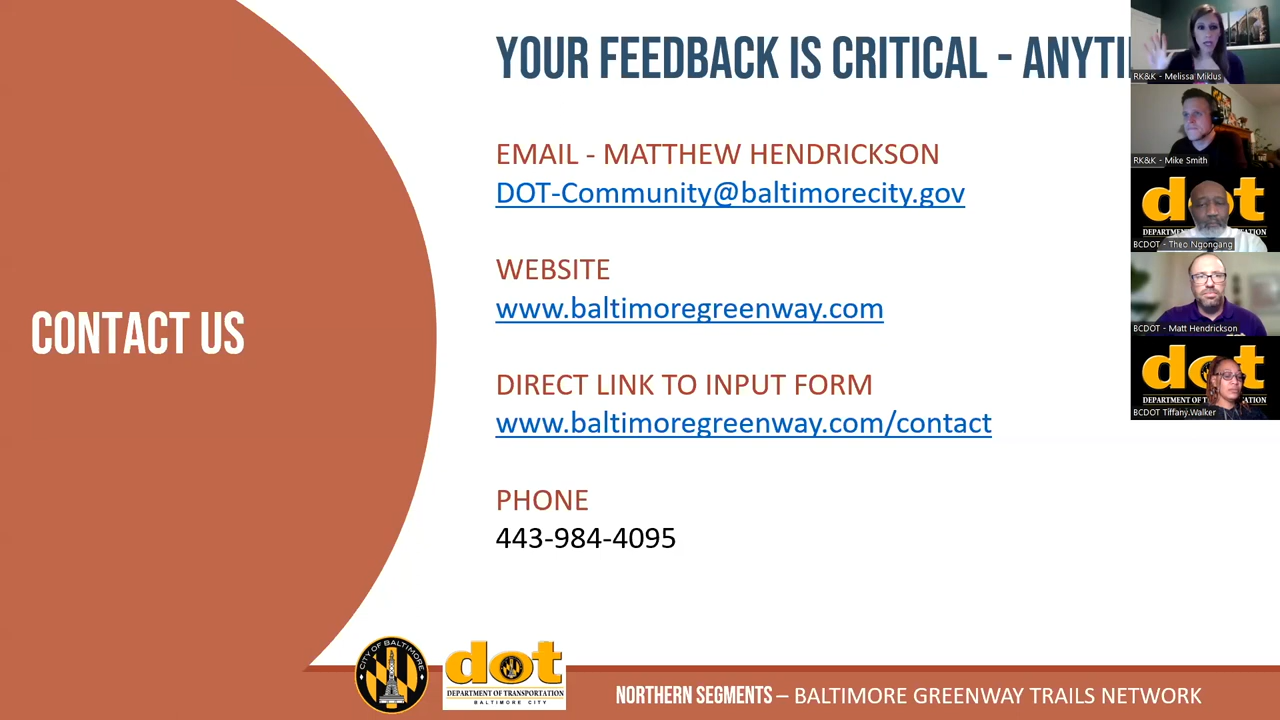 YOUR FEEDBACK IS CRITICAL - ANYTI
EMAIL - MATTHEW HENDRICKSON
DOT-Community@baltimorecity.gov
WEBSITE
www.baltimoregreenway.com
CONTACT US
DIRECT LINK TO INPUT FORM
www.baltimoregreenway.com/contact
PHONE
443-984-4095
RK&K - Melissa Miklus
RK&K - Mike Smith
dot
BCDOT - Theo Ngongang
BCDOT - Matt Hendrickson
dot
DEPARTMENT OF TRANSPORTATION
BCDOT Tiffany.Walker
CITY OF BALTIMORE
dot
DEPARTMENT OF TRANSPORTATION
BALTIMORE CITY
NORTHERN SEGMENTS – BALTIMORE GREENWAY TRAILS NETWORK